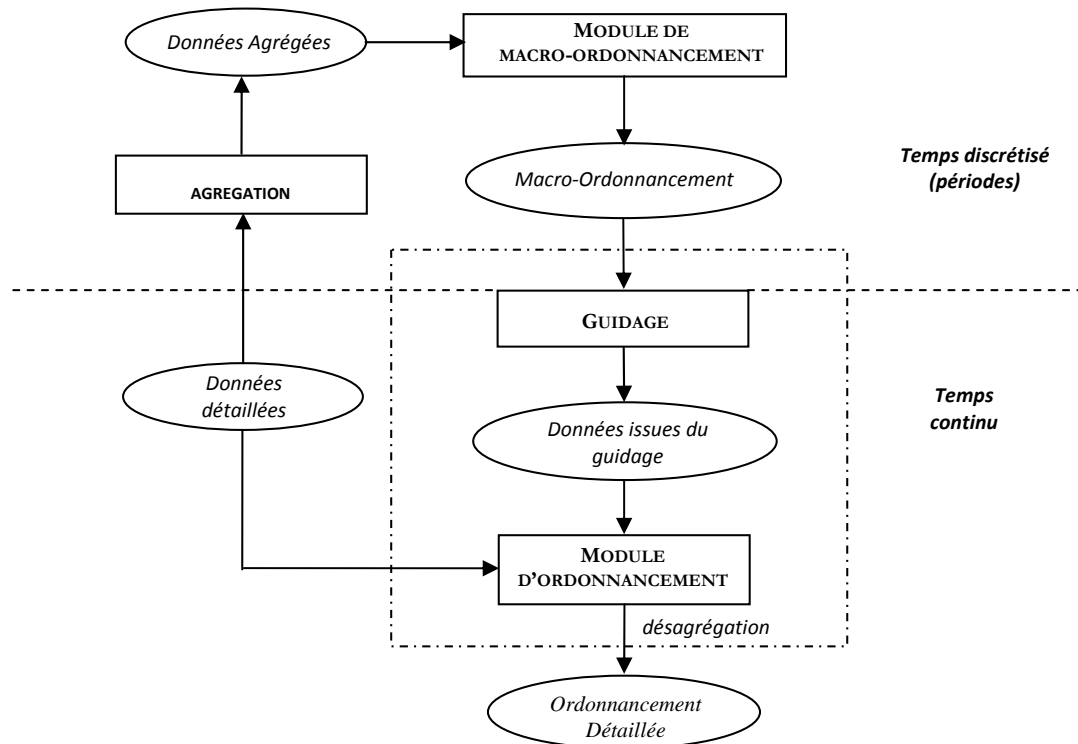 Données Agrégées
MODULE DE
MACRO-ORDONNANCEMENT
AGREGATION
Macro-Ordonnancement
Temps discrétisé
(périodes)
GUIDAGE
Données
détaillées
Données issues du
guidage
Temps
continu
MODULE
D'ORDONNANCEMENT
désagrégation
Ordonnancement
Détaillée